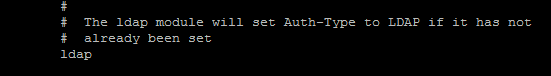 #
#  The ldap module will set Auth-Type to LDAP if it has not
#  already been set
ldap